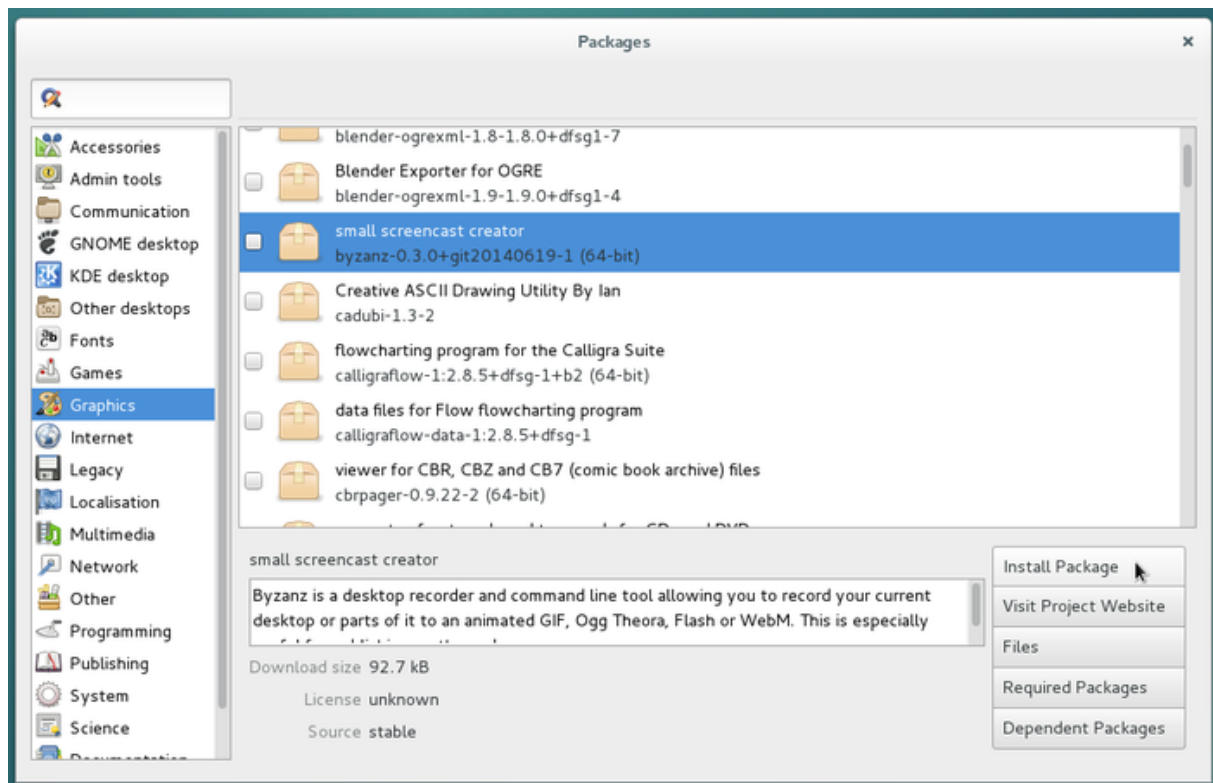 Packages
Accessories
Admin tools
Communication
GNOME desktop
KDE desktop
Other desktops
Fonts
Games
Graphics
Internet
Legacy
Localisation
Multimedia
Network
Other
Programming
Publishing
System
Science
Documentation
blender-ogrexml-1.8-1.8.0+dfsg1-7
Blender Exporter for OGRE
blender-ogrexml-1.9-1.9.0+dfsg1-4
small screencast creator
byzanz-0.3.0+git20140619-1 (64-bit)
Creative ASCII Drawing Utility By Ian
cadubi-1.3-2
flowcharting program for the Calligra Suite
calligraflow-1:2.8.5+dfsg-1+b2 (64-bit)
data files for Flow flowcharting program
calligraflow-data-1:2.8.5+dfsg-1
viewer for CBR, CBZ and CB7 (comic book archive) files
cbrpager-0.9.22-2 (64-bit)
small screencast creator
Byzanz is a desktop recorder and command line tool allowing you to record your current
desktop or parts of it to an animated GIF, Ogg Theora, Flash or WebM. This is especially
Download size 92.7 kB
License unknown
Source stable
Install Package
Visit Project Website
Files
Required Packages
Dependent Packages